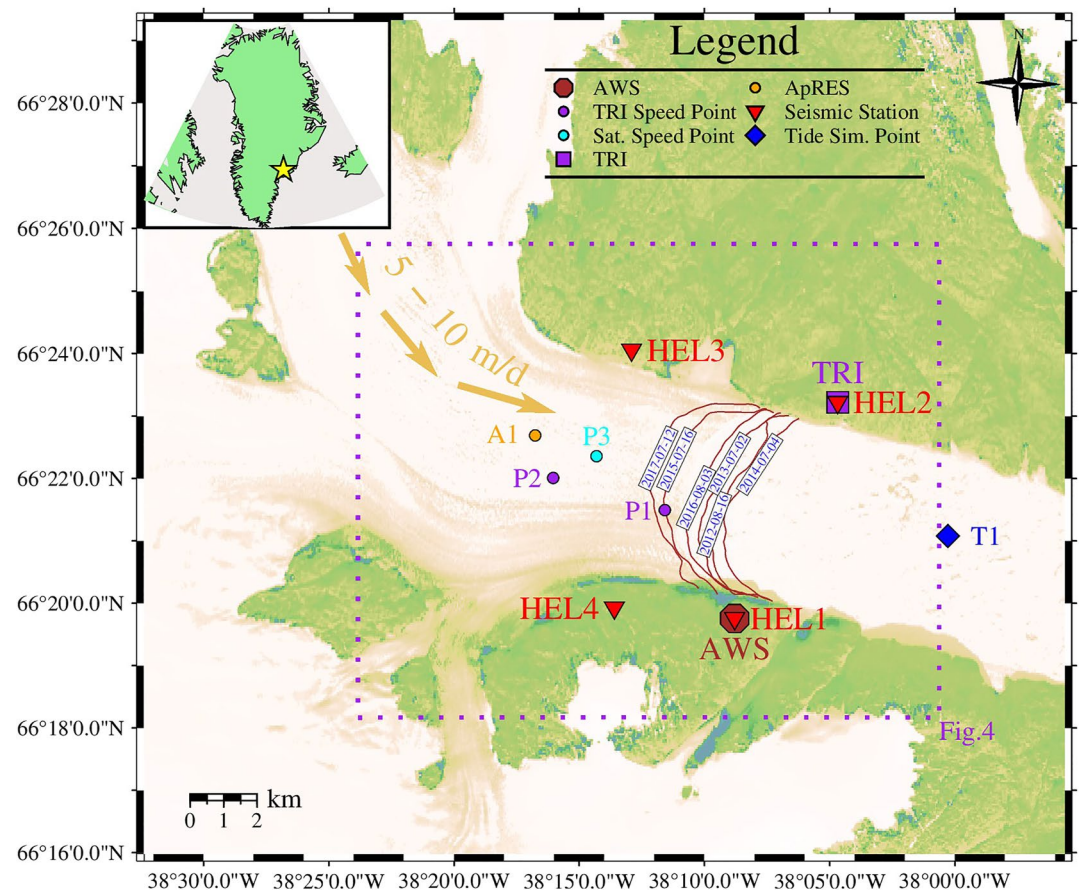 Legend
AWS
TRI Speed Point
Sat. Speed Point
TRI
ApRES
Seismic Station
Tide Sim. Point
N
66°28'0.0"N
66°26'0.0"N
66°24'0.0"N
66°22'0.0"N
66°20'0.0"N
66°18'0.0"N
66°16'0.0"N
5 – 10 m/d
HEL3
TRI
HEL2
A1
P3
P2
P1
2017-07-12
2015-07-16
2016-08-03
2013-07-02
2012-08-16
2014-07-04
T1
HEL4
HEL1
AWS
Fig.4
km
0 1 2
38°30'0.0"W 38°25'0.0"W 38°20'0.0"W 38°15'0.0"W 38°10'0.0"W 38°05'0.0"W 38°00'0.0"W